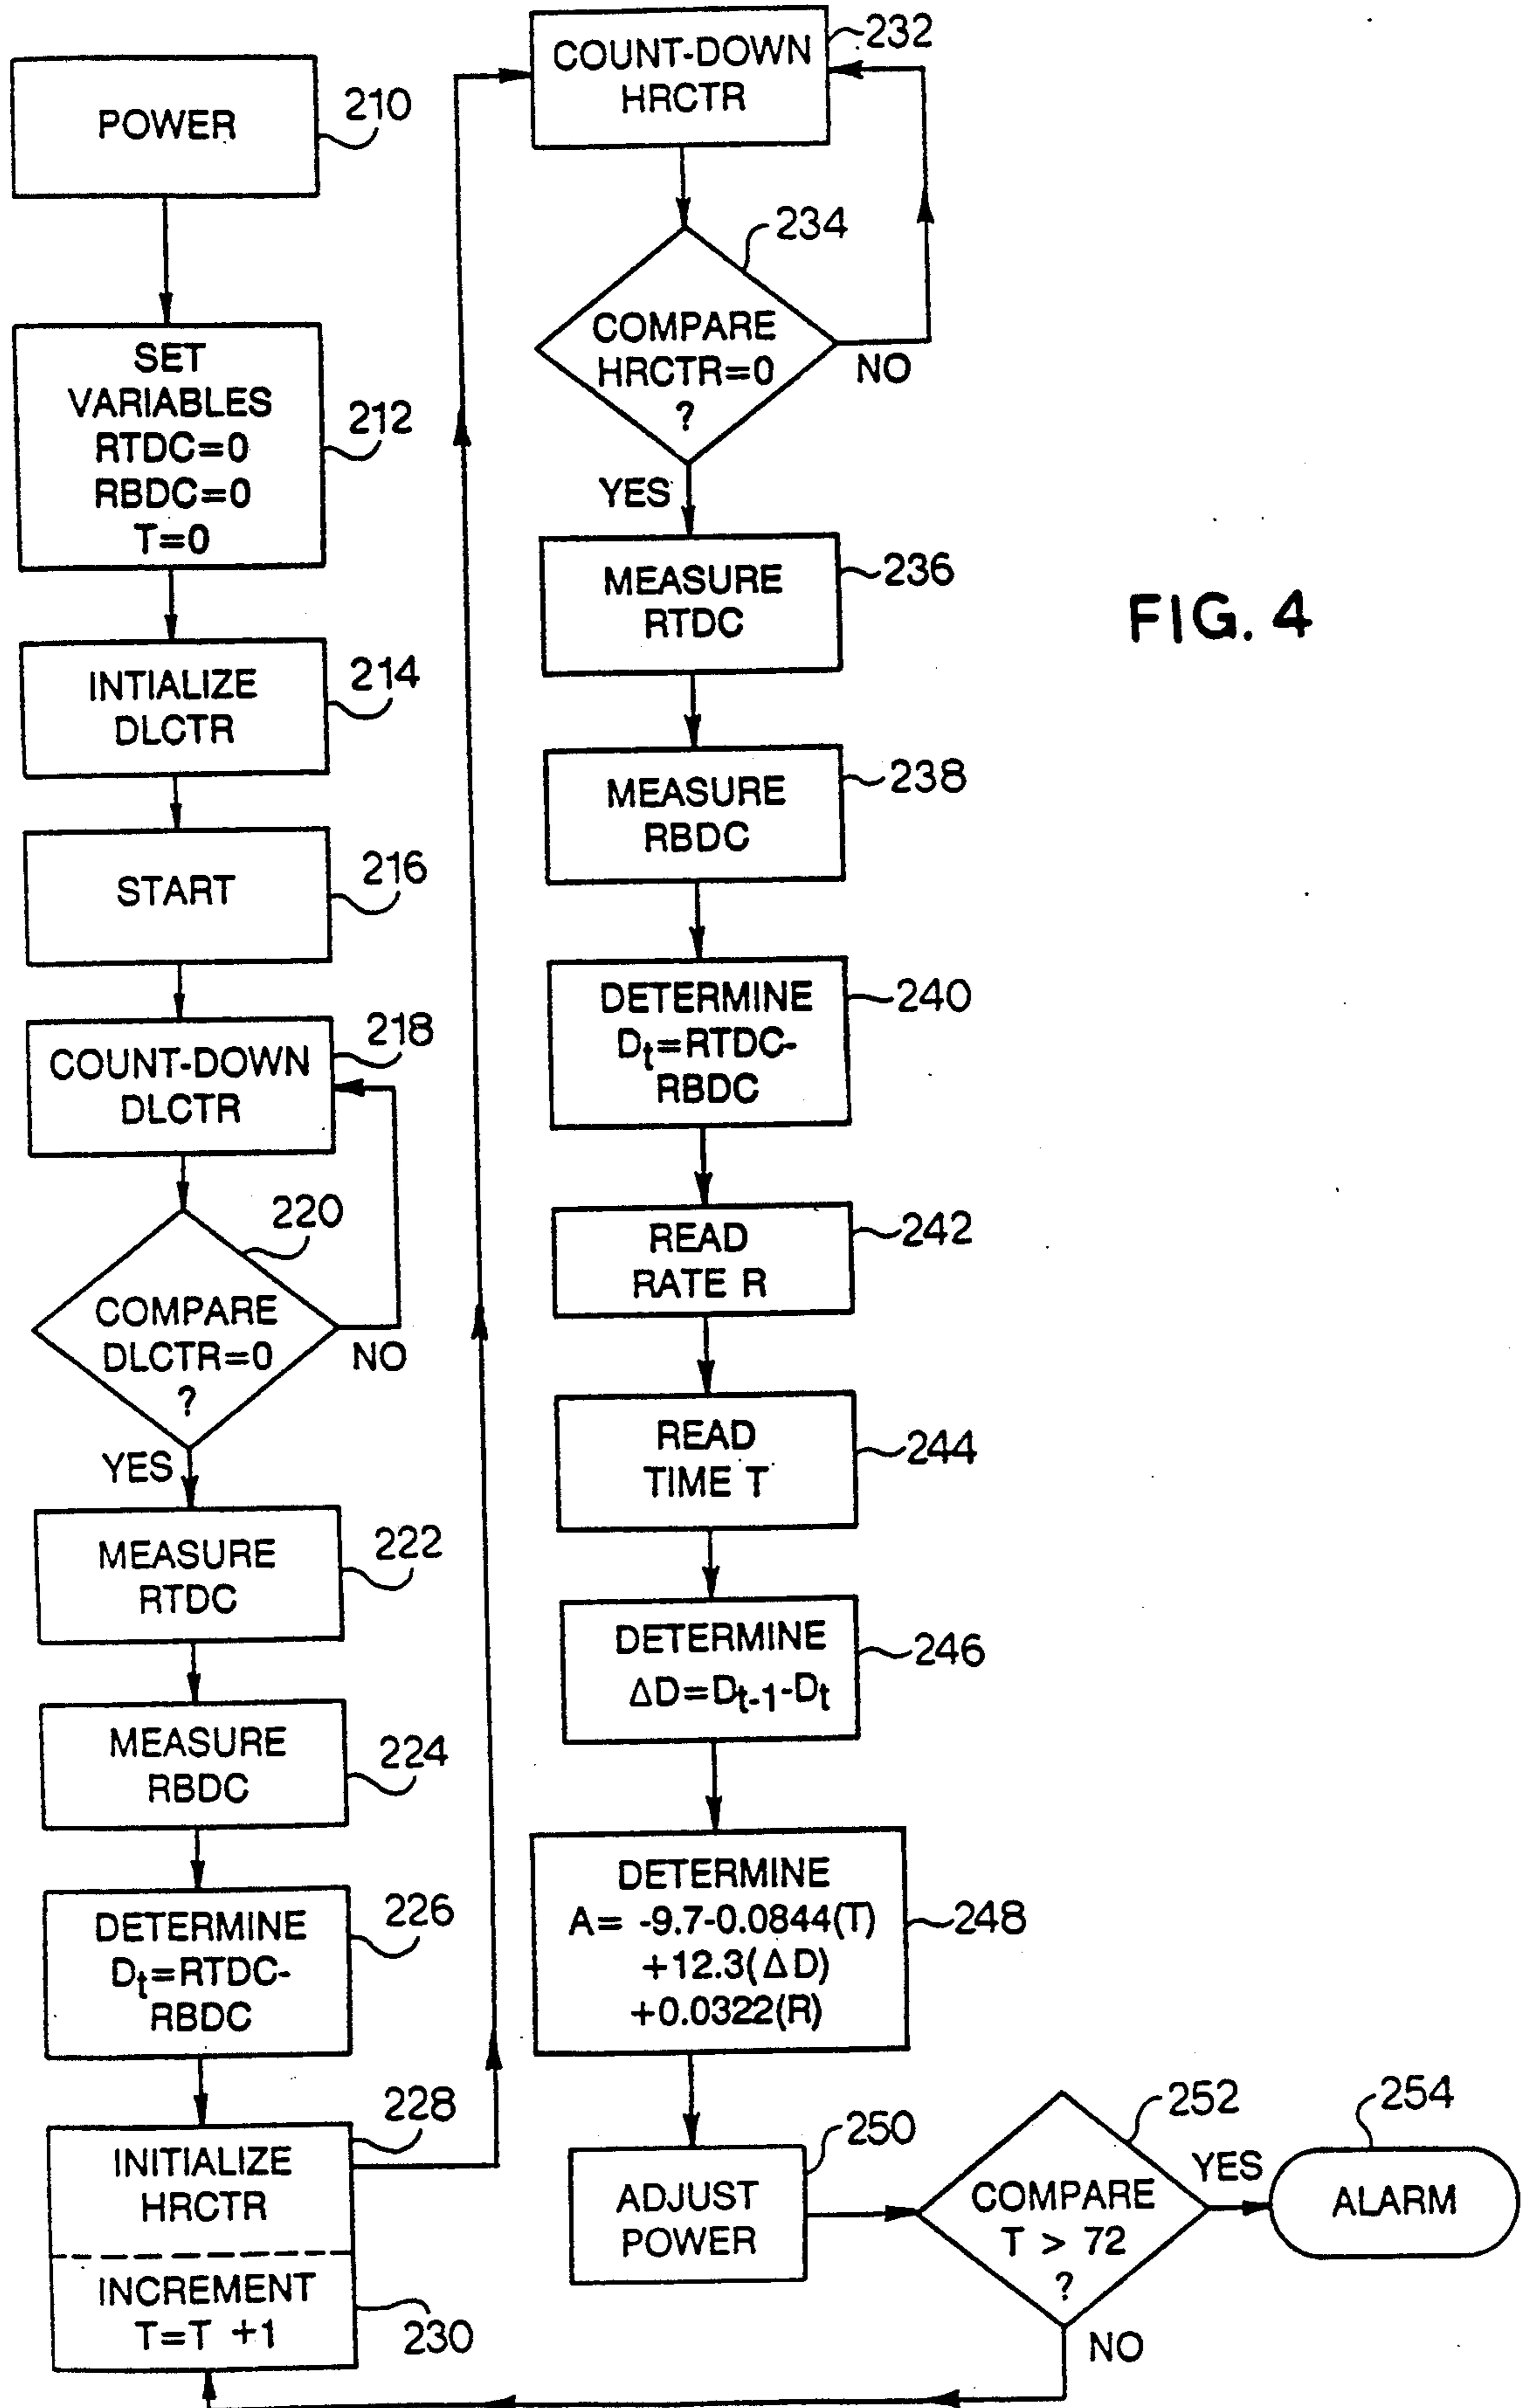 POWER
210
SET
VARIABLES
RTDC=0
RBDC=0
T=0
212
INTIALIZE
DLCTR
214
START
216
COUNT-DOWN
DLCTR
218
COMPARE
DLCTR=0
?
220
NO
YES
MEASURE
RTDC
222
MEASURE
RBDC
224
DETERMINE
Dt=RTDC-
RBDC
226
INITIALIZE
HRCTR
228
INCREMENT
T=T +1
230
COUNT-DOWN
HRCTR
232
COMPARE
HRCTR=0
?
234
NO
YES
MEASURE
RTDC
236
MEASURE
RBDC
238
DETERMINE
Dt=RTDC-
RBDC
240
READ
RATE R
242
READ
TIME T
244
DETERMINE
ΔD=Dt-1-Dt
246
DETERMINE
A= -9.7-0.0844(T)
+12.3(ΔD)
+0.0322(R)
248
ADJUST
POWER
250
COMPARE
T > 72
?
252
YES
NO
ALARM
254
FIG. 4